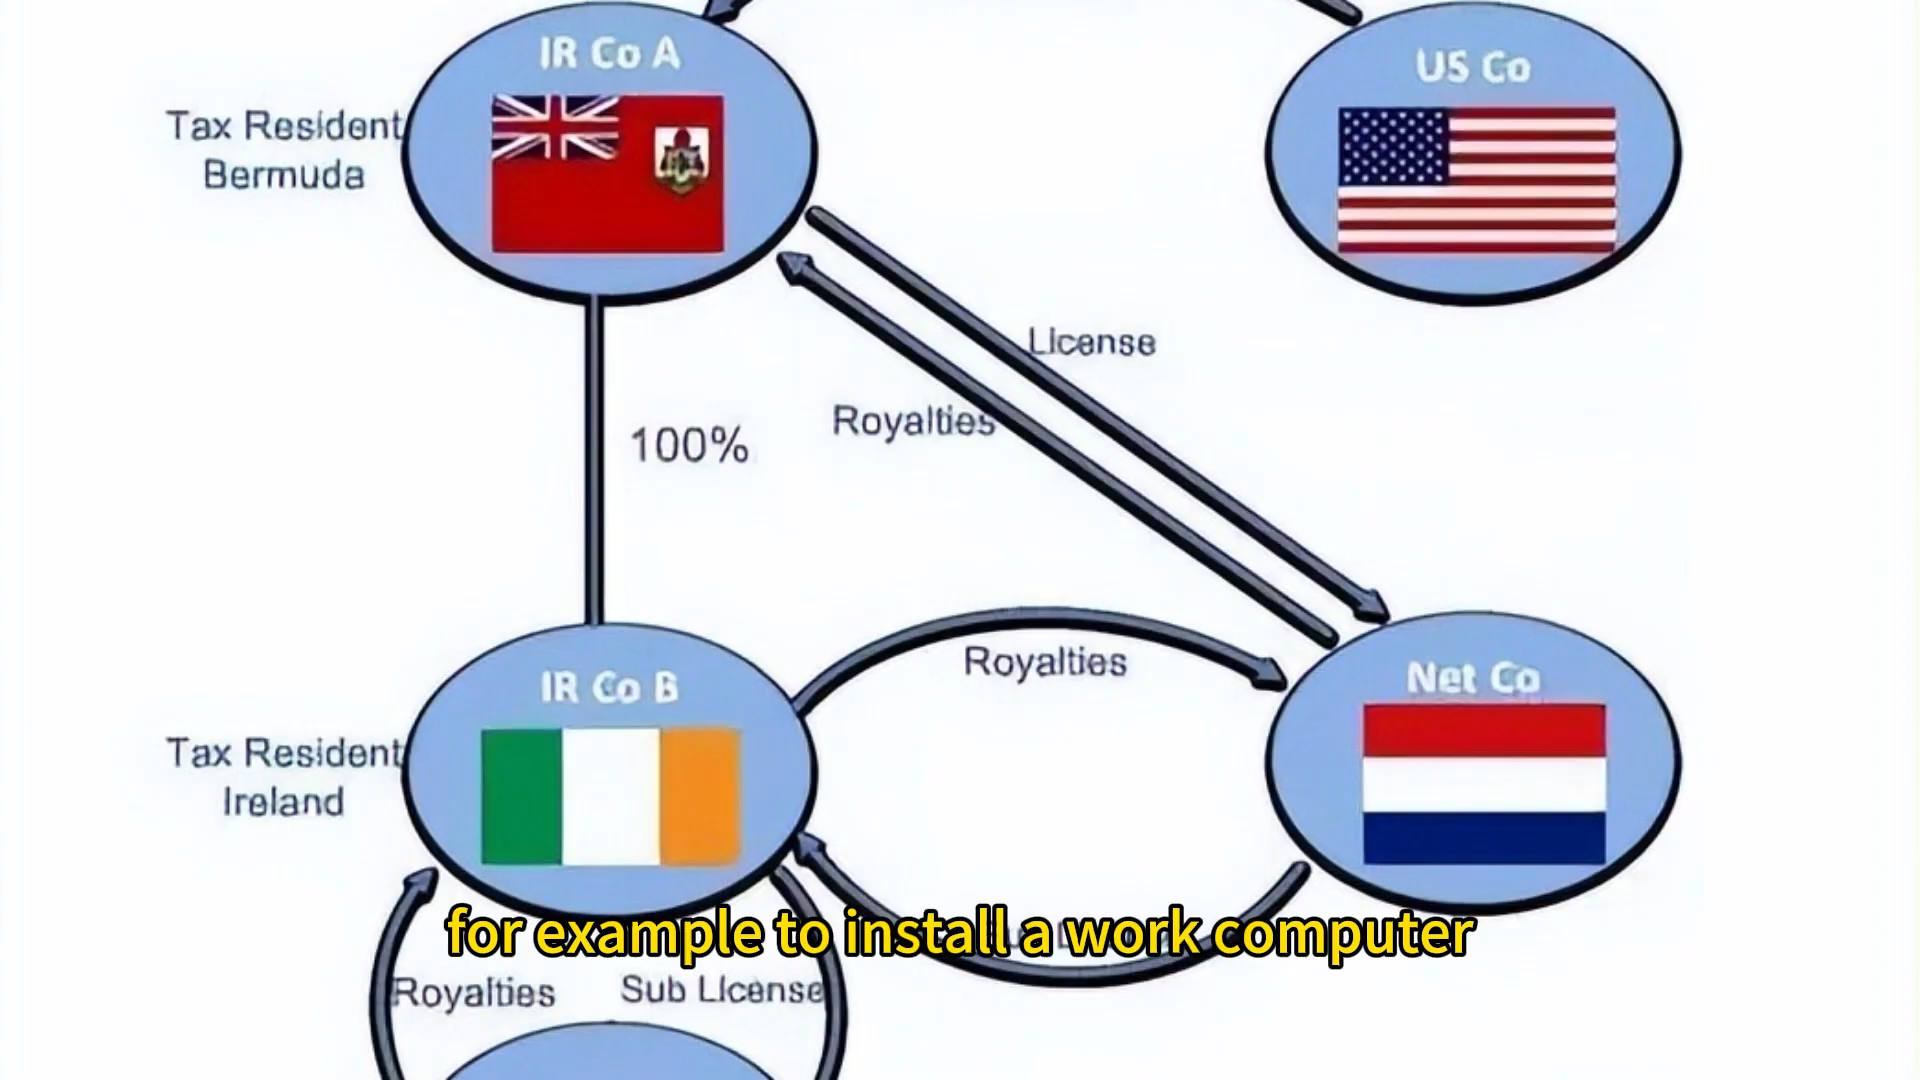 IR Co A
US Co
Tax Resident
Bermuda
License
Royalties
100%
Royalties
IR Co B
Net Co
Tax Resident
Ireland
for example to install a work computer
Royalties
Sub License